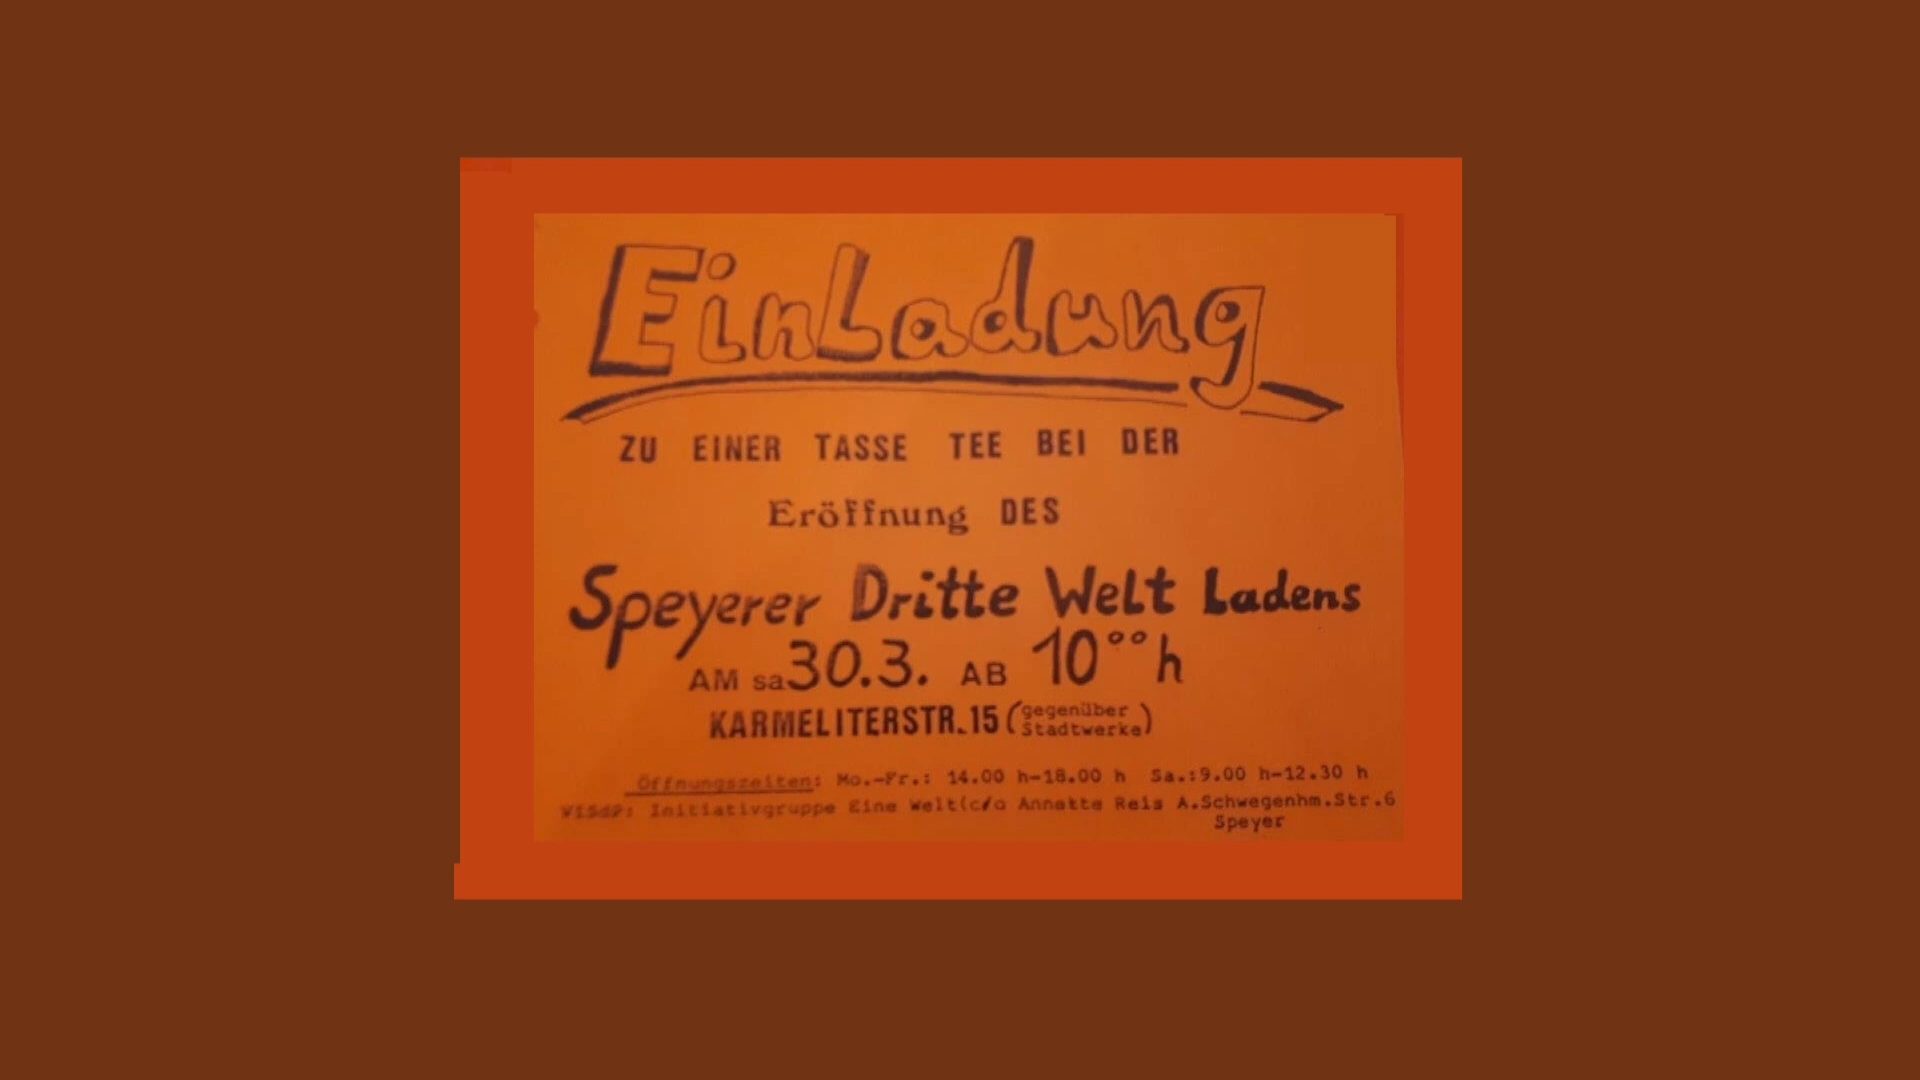 EinLadung
ZU EINER TASSE TEE BEI DER
Eröffnung DES
Speyerer Dritte Welt Ladens
AM sa 30.3. AB 10⁰⁰ h
KARMELITERSTR.15 (gegenüber Stadtwerke)
Öffnungszeiten: Mo.-Fr.: 14.00 h-18.00 h Sa.:9.00 h-12.30 h
ViSdP: Initiativgruppe Eine Welt(c/o Annette Reis A.Schwegenhm.Str.6
Speyer